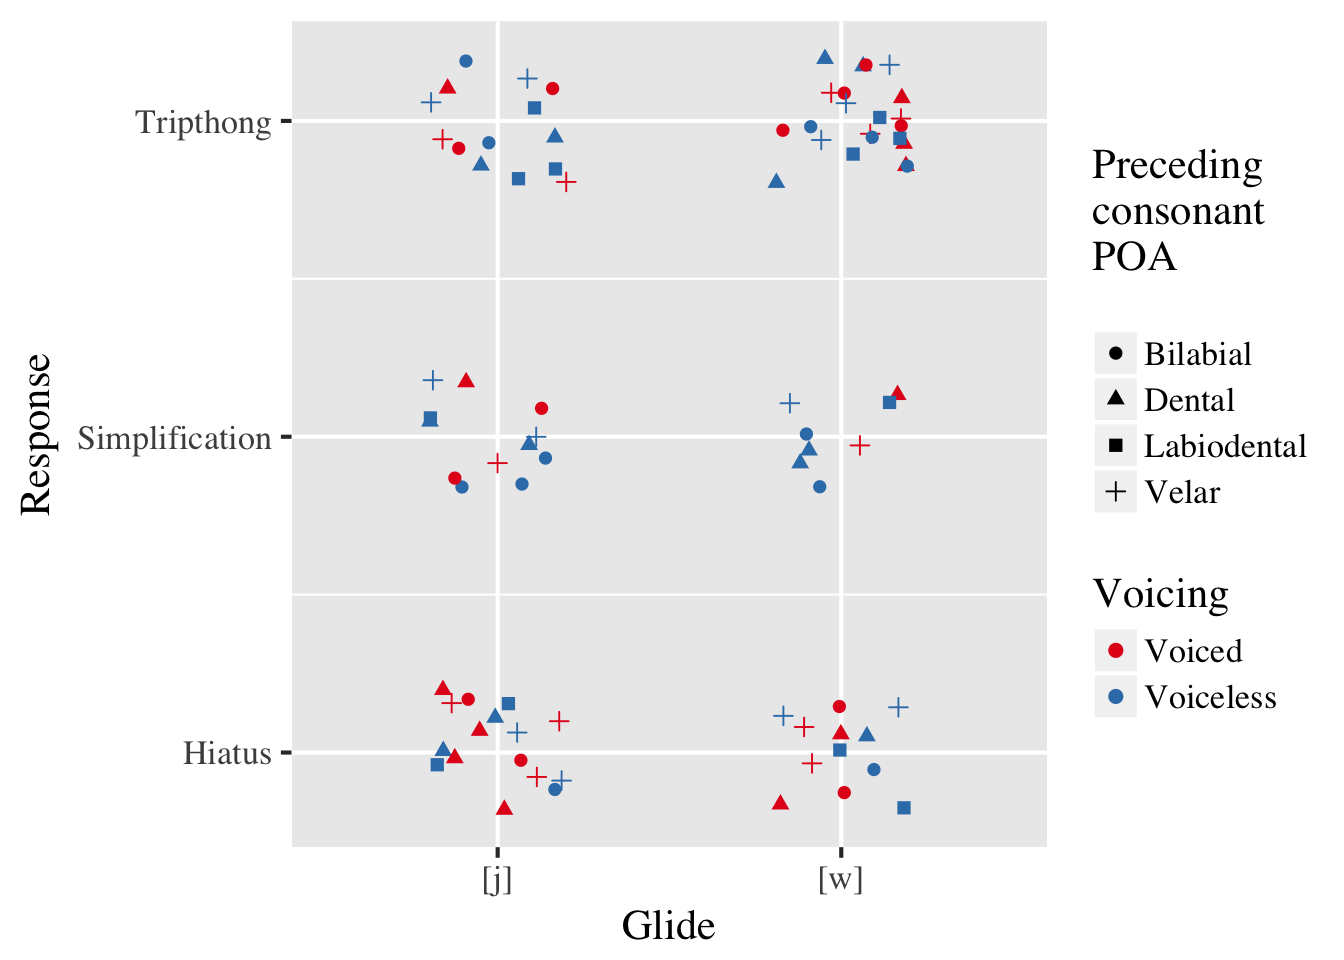 Tripthong
Simplification
Hiatus
Response
[j]
[w]
Glide
Preceding
consonant
POA
Bilabial
Dental
Labiodental
Velar
Voicing
Voiced
Voiceless